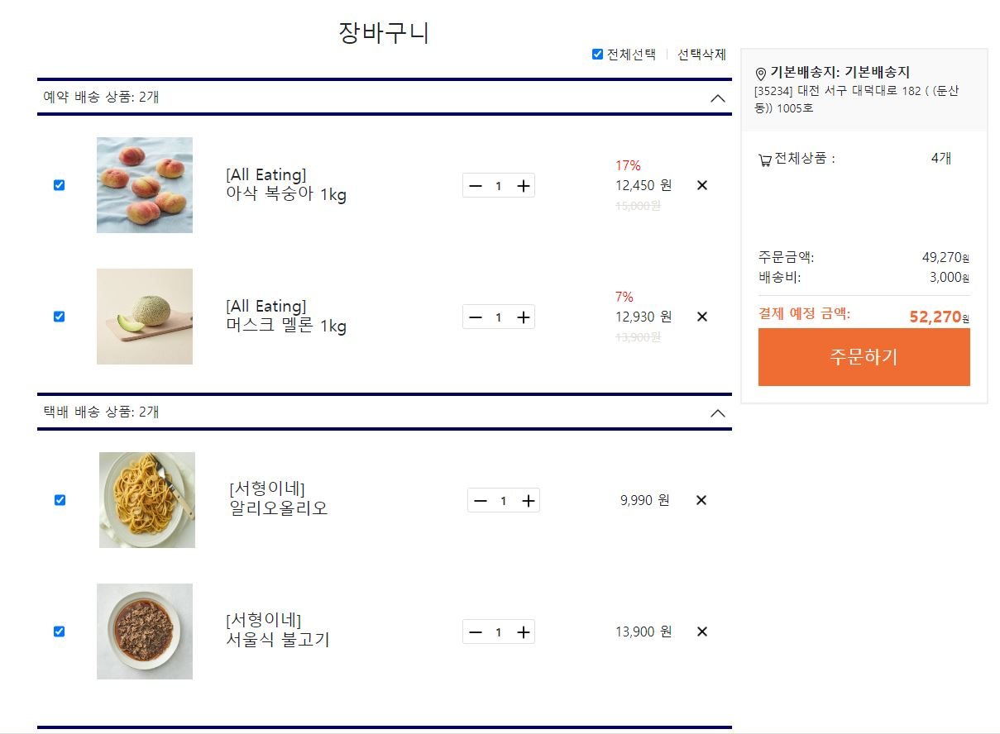 장바구니
전체선택 선택삭제
예약 배송 상품: 2개
[All Eating]
아삭 복숭아 1kg
1
17%
12,450 원
15,000원
[All Eating]
머스크 멜론 1kg
1
7%
12,930 원
13,900원
택배 배송 상품: 2개
[서형이네]
알리오올리오
1
9,990 원
[서형이네]
서울식 불고기
1
13,900 원
기본배송지: 기본배송지
[35234] 대전 서구 대덕대로 182 ( (둔산
동)) 1005호
전체상품 : 4개
주문금액: 49,270원
배송비: 3,000원
결제 예정 금액: 52,270원
주문하기